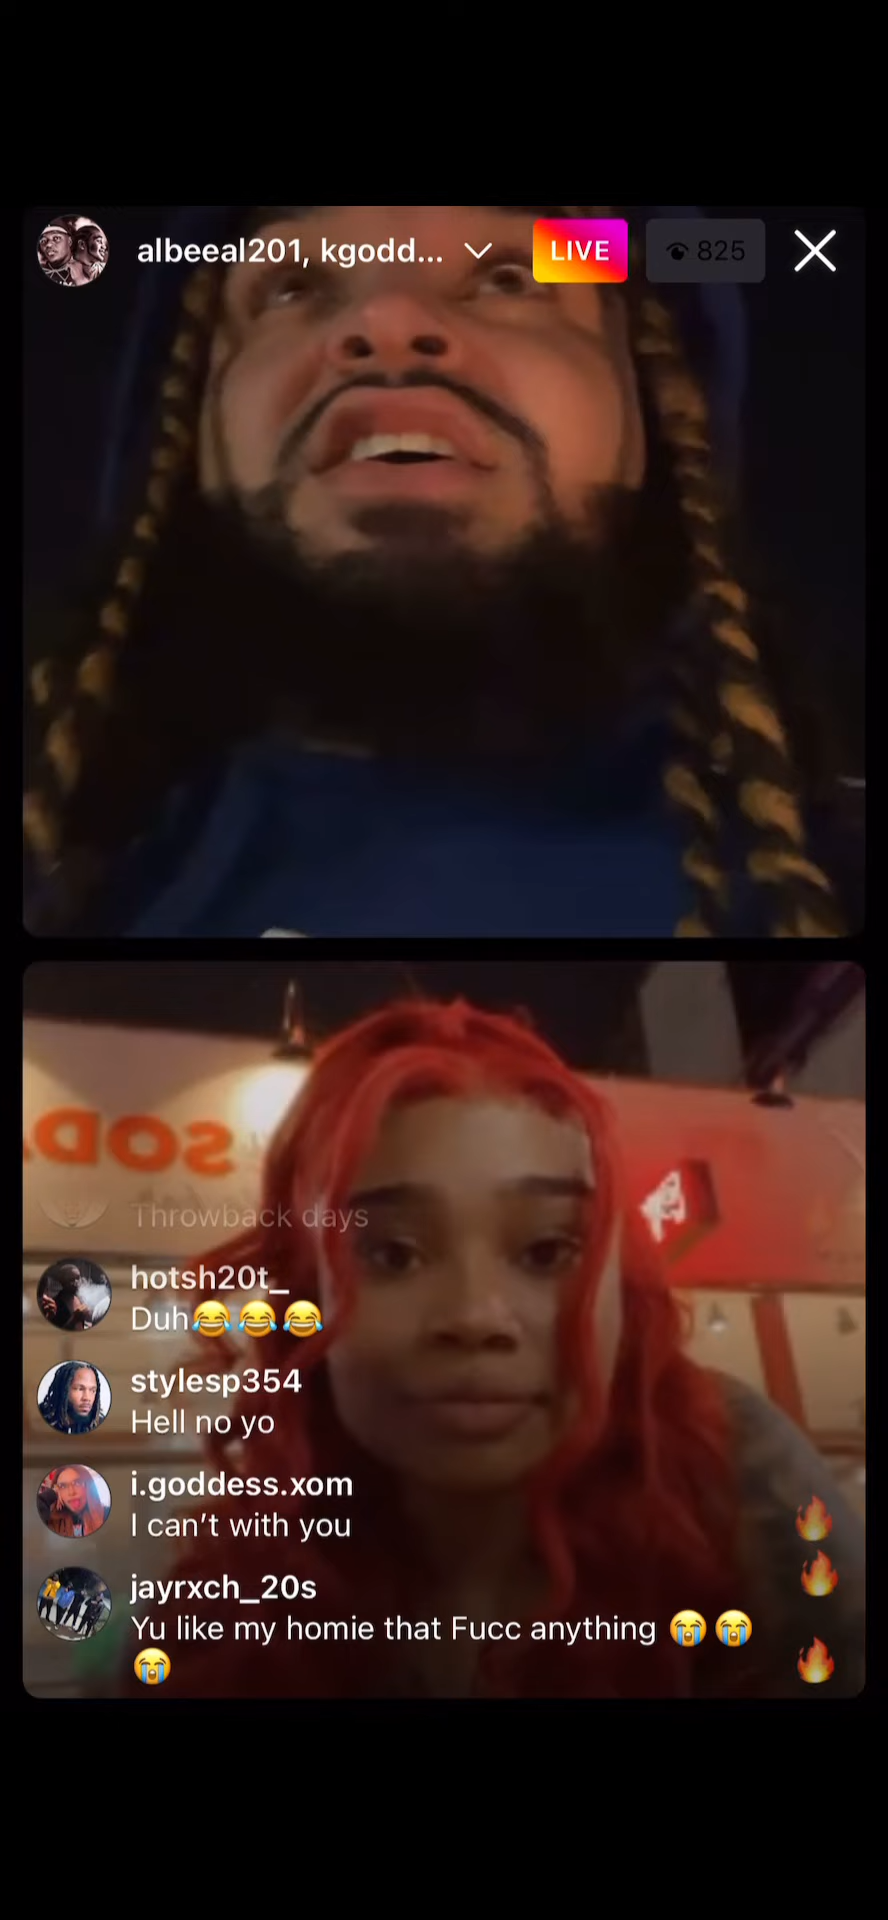 albeeal201, kgodd...
LIVE
825
SODA
Throwback days
hotsh20t_
Duh😂😂😂
stylesp354
Hell no yo
i.goddess.xom
I can't with you
jayrxch_20s
Yu like my homie that Fucc anything 😭😭
😭